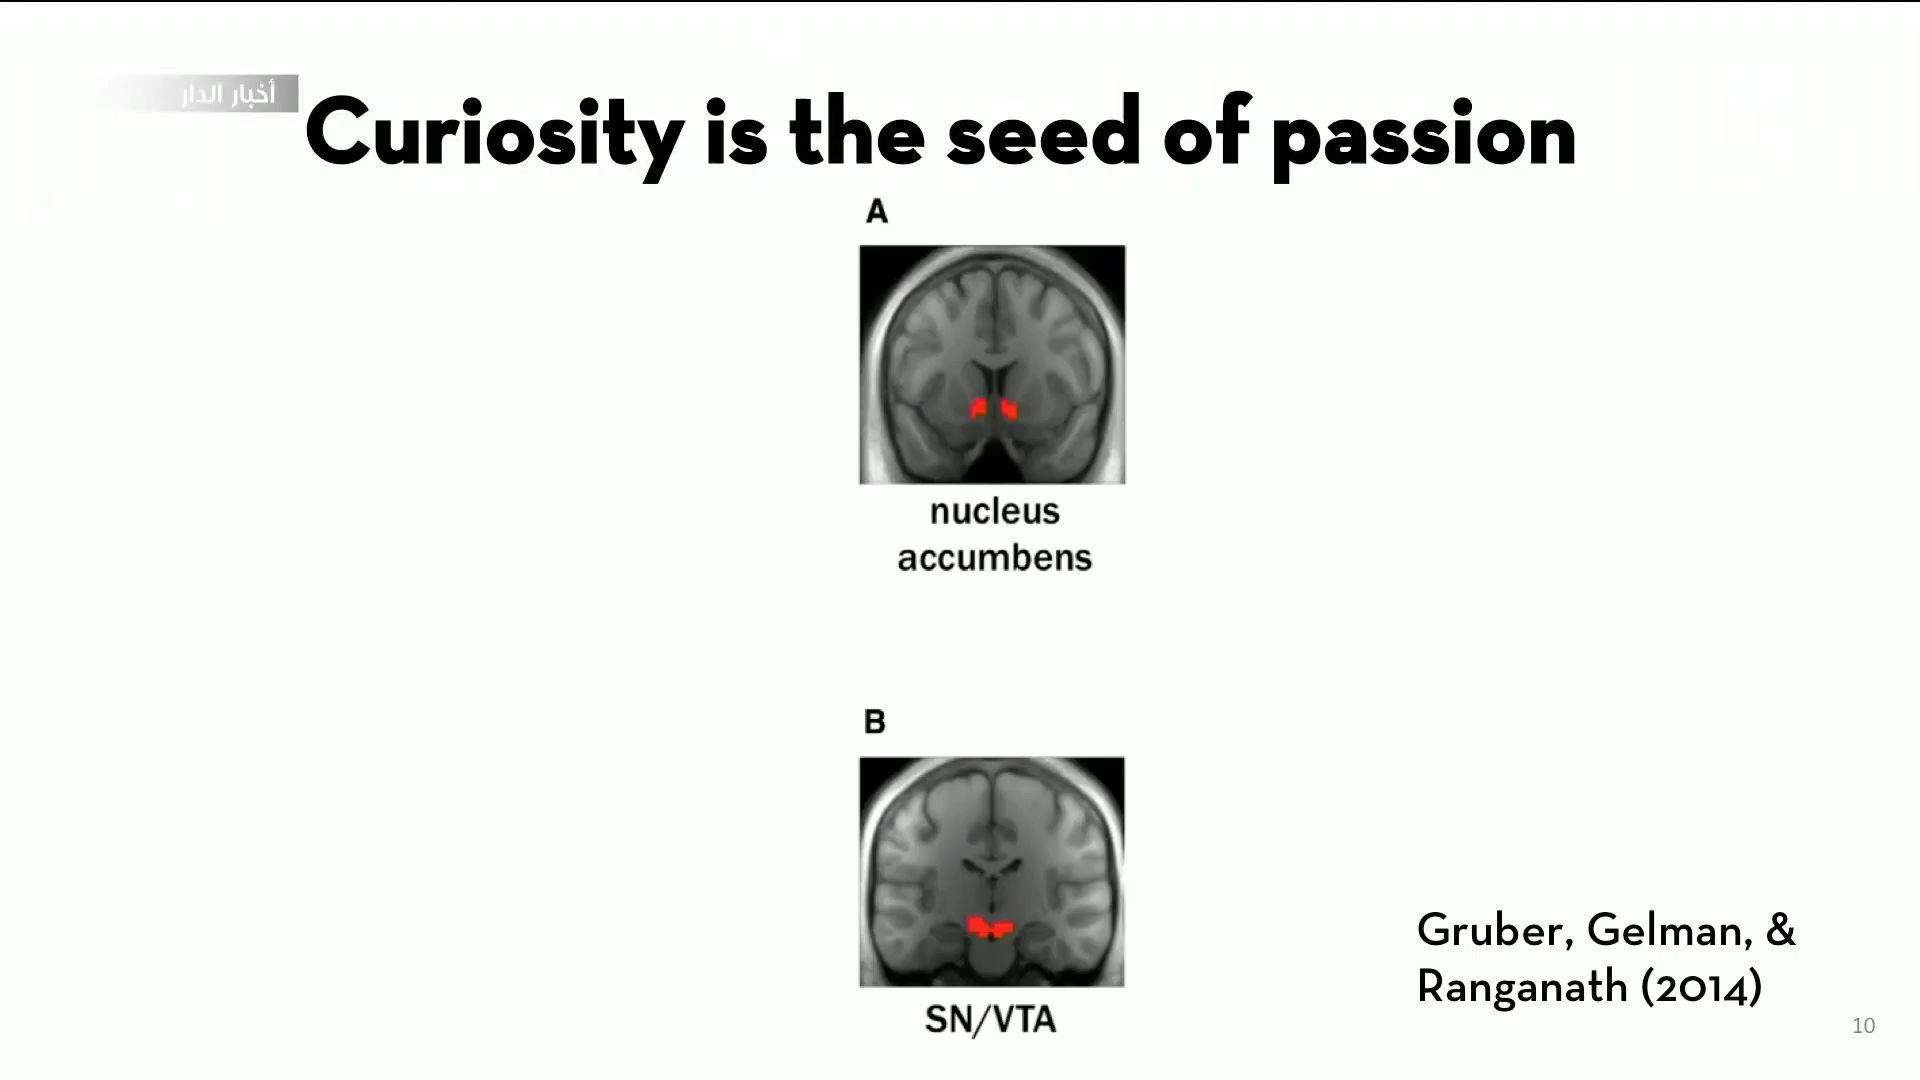 أخبار الدار
Curiosity is the seed of passion
A
nucleus
accumbens
B
SN/VTA
Gruber, Gelman, &
Ranganath (2014)
10